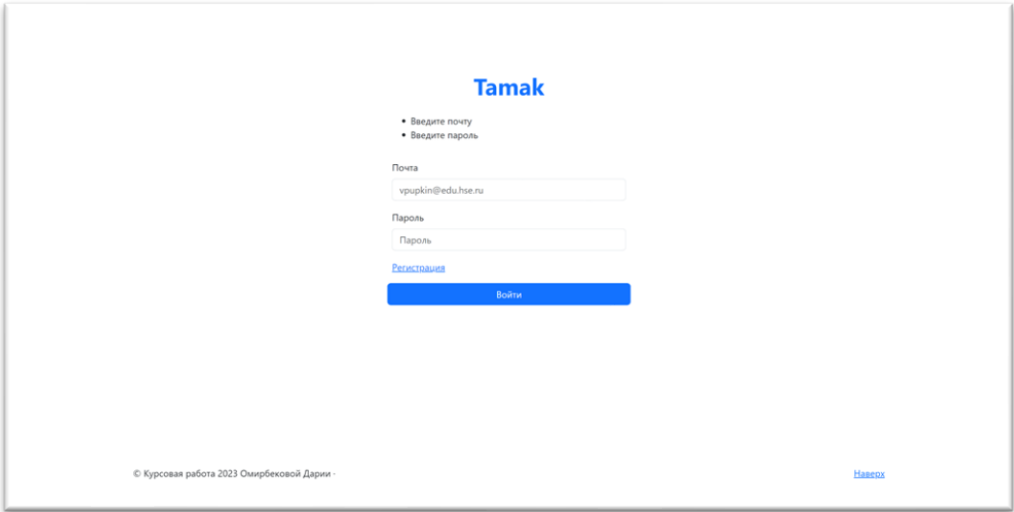 Tamak
• Введите почту
• Введите пароль
Почта
vpupkin@edu.hse.ru
Пароль
Пароль
Регистрация
Войти
© Курсовая работа 2023 Омирбековой Дарии ·
Наверх